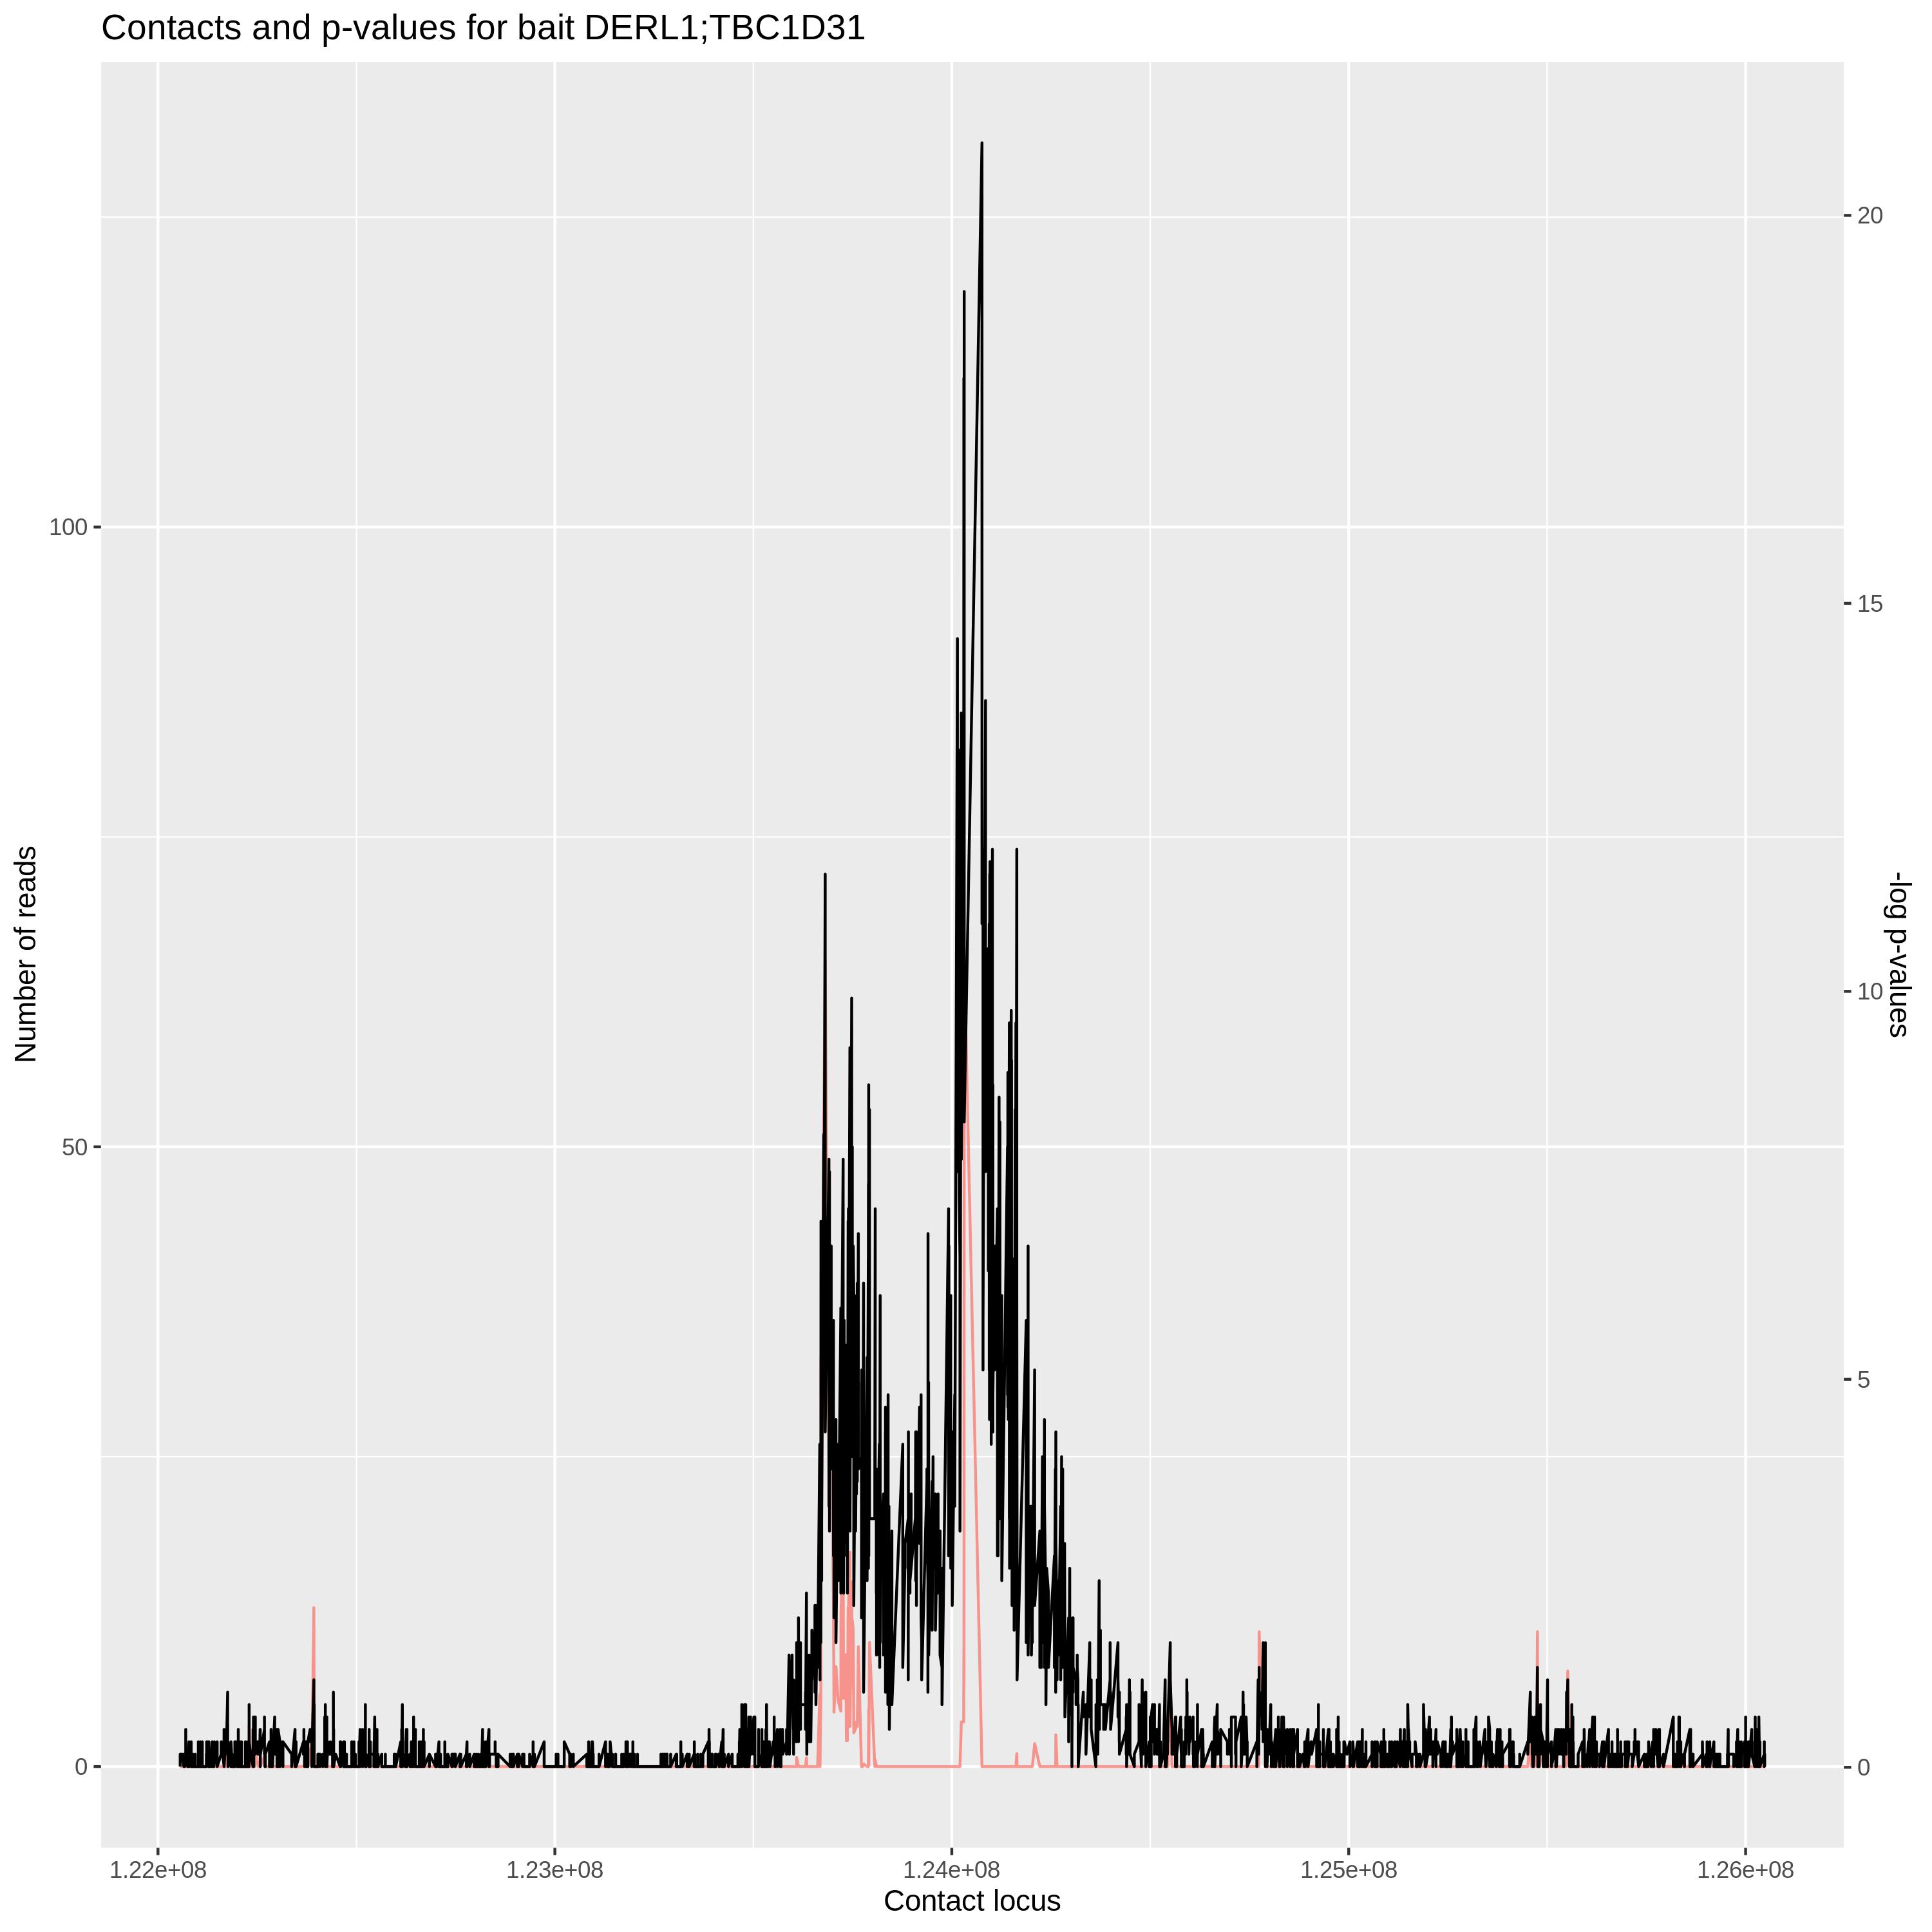 Contacts and p-values for bait DERL1;TBC1D31
Number of reads
100
50
0
20
15
10
5
0
-log p-values
1.22e+08
1.23e+08
1.24e+08
1.25e+08
1.26e+08
Contact locus